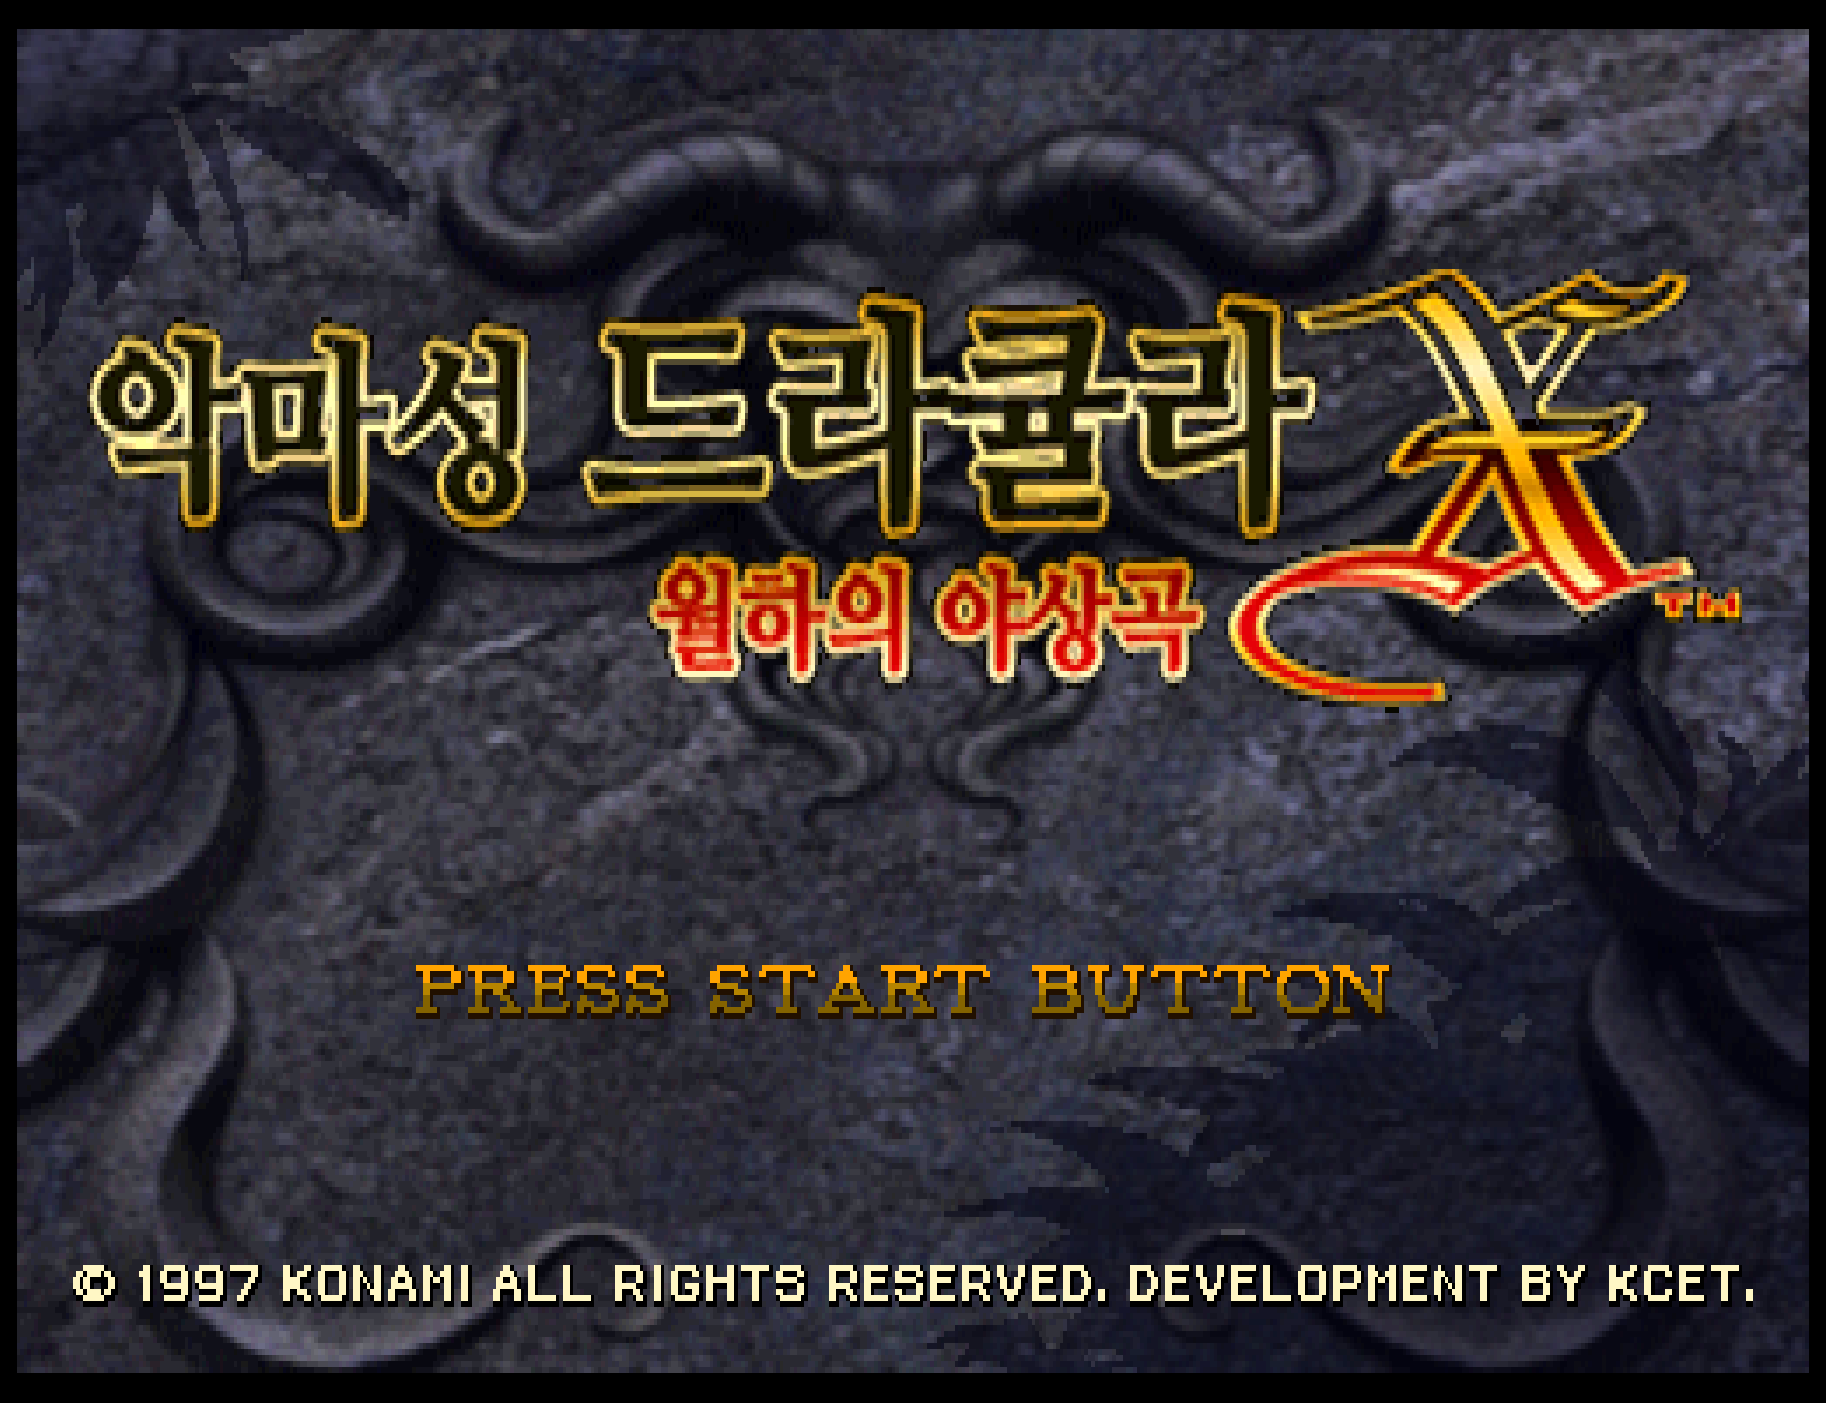 악마성 드라큘라 X™
월하의 야상곡
PRESS START BUTTON
© 1997 KONAMI ALL RIGHTS RESERVED. DEVELOPMENT BY KCET.